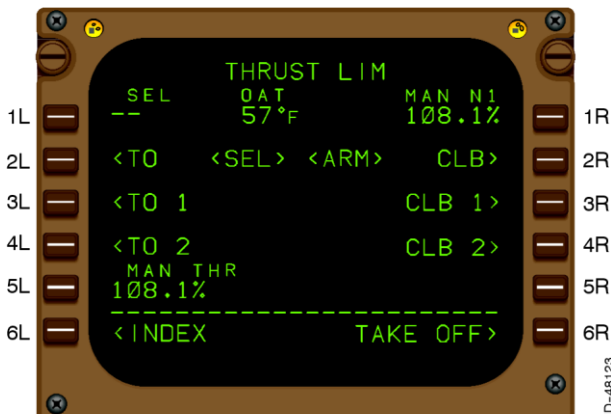 THRUST LIM
SEL OAT MAN N1
1L -- 57°F 108.1% 1R
2L <TO <SEL> <ARM> CLB> 2R
3L <TO 1 CLB 1> 3R
4L <TO 2 CLB 2> 4R
MAN THR
5L 108.1% 5R
6L <INDEX TAKE OFF> 6R
D-48123